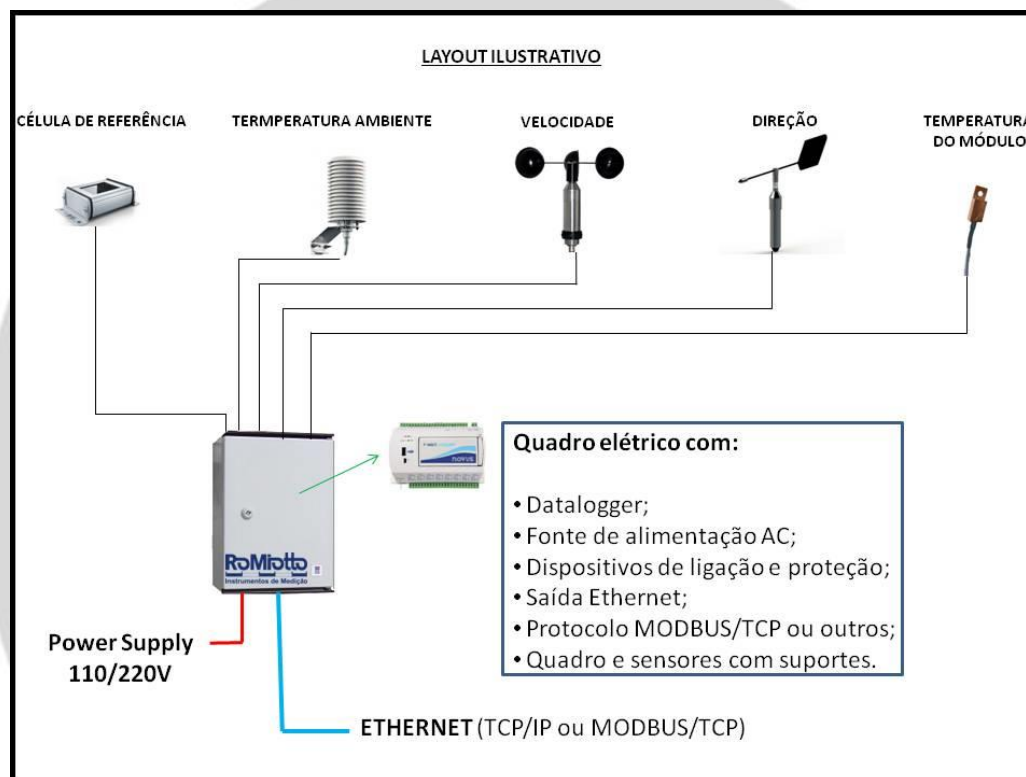 LAYOUT ILUSTRATIVO
CÉLULA DE REFERÊNCIA
TERMPERATURA AMBIENTE
VELOCIDADE
DIREÇÃO
TEMPERATURA
DO MÓDULO
novus
RoMiotto
Instrumentos de Medição
Quadro elétrico com:
• Datalogger;
• Fonte de alimentação AC;
• Dispositivos de ligação e proteção;
• Saída Ethernet;
• Protocolo MODBUS/TCP ou outros;
• Quadro e sensores com suportes.
Power Supply
110/220V
ETHERNET (TCP/IP ou MODBUS/TCP)